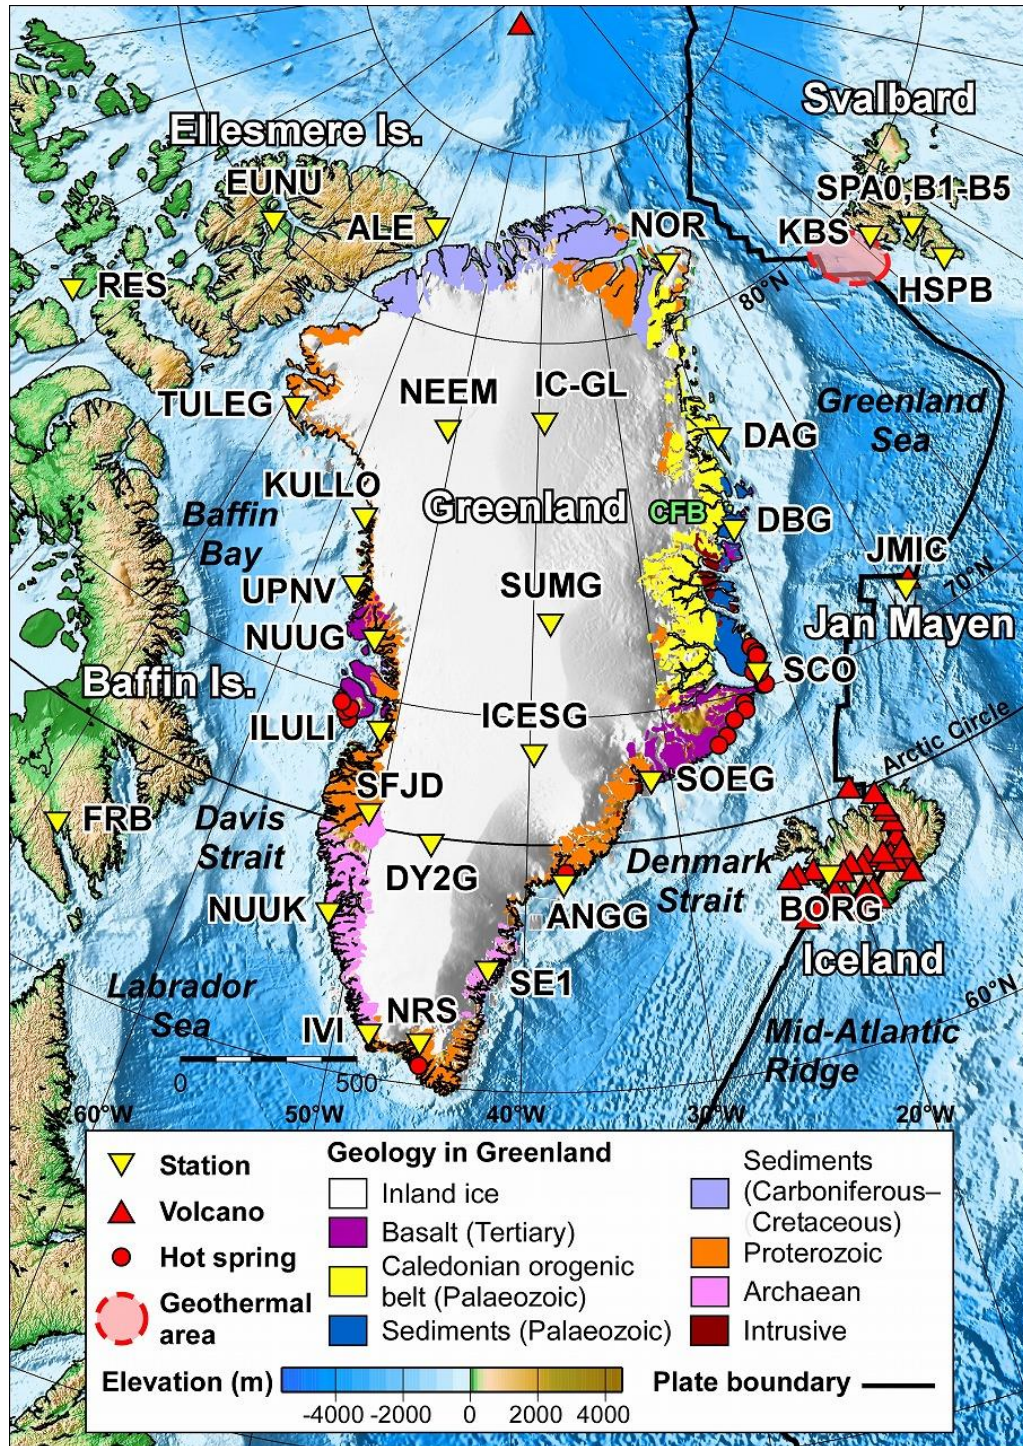 Svalbard
Ellesmere Is.
EUNU
SPA0,B1-B5
ALE
NOR
KBS
RES
HSPB
80°N
TULEG
NEEM
IC-GL
Greenland
Sea
DAG
KULLO
Greenland
CFB
DBG
Baffin
Bay
JMIC
70°N
UPNV
SUMG
Jan Mayen
NUUG
SCO
Baffin Is.
ICESG
ILULI
Arctic Circle
SFJD
SOEG
FRB
Davis
Strait
DY2G
Denmark
Strait
NUUK
ANGG
BORG
Iceland
SE1
Labrador
Sea
60°N
IVI
NRS
Mid-Atlantic
Ridge
0
500
60°W
50°W
40°W
30°W
20°W
Station
Volcano
Hot spring
Geothermal
area
Geology in Greenland
Inland ice
Basalt (Tertiary)
Caledonian orogenic
belt (Palaeozoic)
Sediments (Palaeozoic)
Sediments
(Carboniferous–
Cretaceous)
Proterozoic
Archaean
Intrusive
Elevation (m)
-4000 -2000 0 2000 4000
Plate boundary